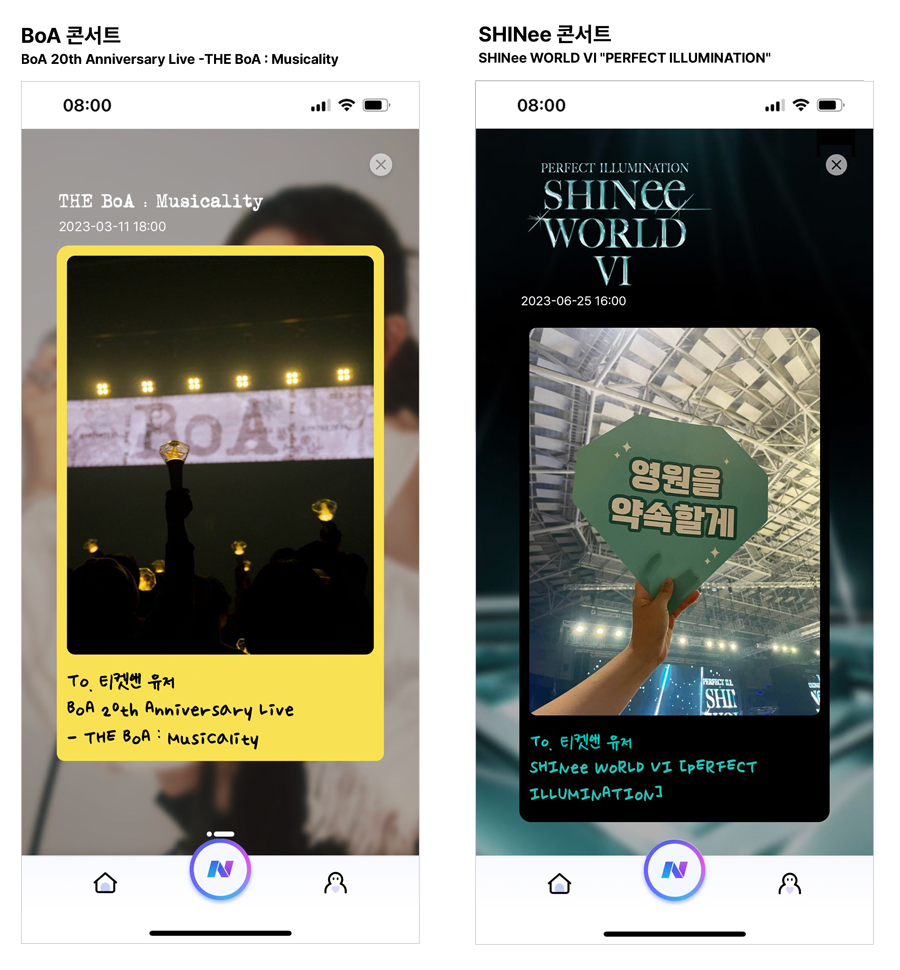 BoA 콘서트
BoA 20th Anniversary Live -THE BoA : Musicality
08:00
THE BoA : Musicality
2023-03-11 18:00
BoA
To. 티켓앤 유저
BoA 20th Anniversary Live
- THE BoA : Musicality
N
SHINee 콘서트
SHINee WORLD VI "PERFECT ILLUMINATION"
08:00
PERFECT ILLUMINATION
SHINee
WORLD
VI
2023-06-25 16:00
영원을
약속할게
PERFECT ILL
SHI
To. 티켓앤 유저
SHINee WORLD VI [PERFECT
ILLUMINATION]
N